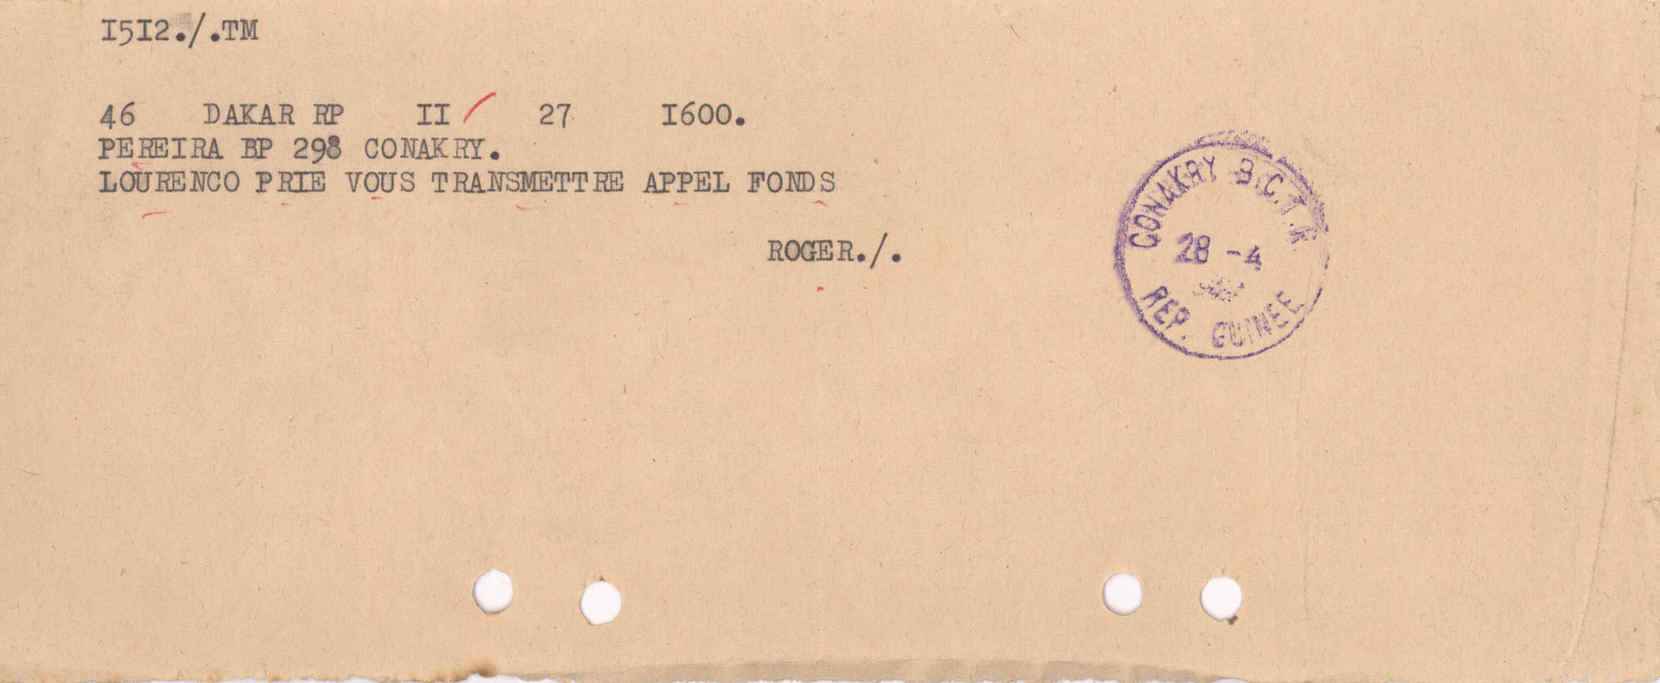 I5I2./.TM
46 DAKAR RP II / 27 I600.
PEREIRA BP 298 CONAKRY.
LOURENCO PRIE VOUS TRANSMETTRE APPEL FONDS
ROGER./.
CONAKRY B.C.T.R
28 -4
REP. GUINEE